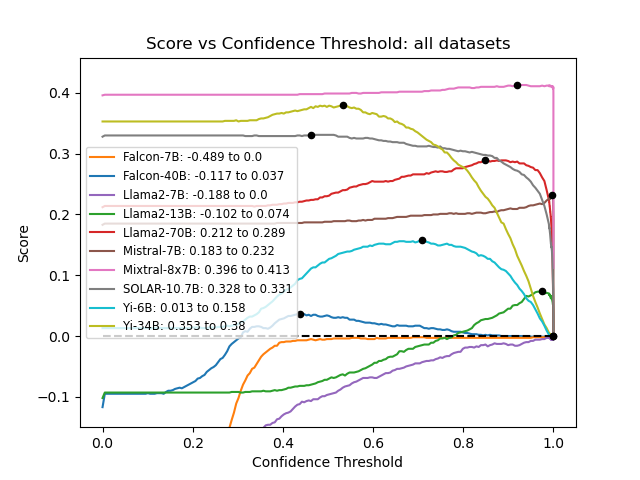 Score vs Confidence Threshold: all datasets
Score
0.4
0.3
0.2
0.1
0.0
−0.1
Falcon-7B: -0.489 to 0.0
Falcon-40B: -0.117 to 0.037
Llama2-7B: -0.188 to 0.0
Llama2-13B: -0.102 to 0.074
Llama2-70B: 0.212 to 0.289
Mistral-7B: 0.183 to 0.232
Mixtral-8x7B: 0.396 to 0.413
SOLAR-10.7B: 0.328 to 0.331
Yi-6B: 0.013 to 0.158
Yi-34B: 0.353 to 0.38
0.0 0.2 0.4 0.6 0.8 1.0
Confidence Threshold